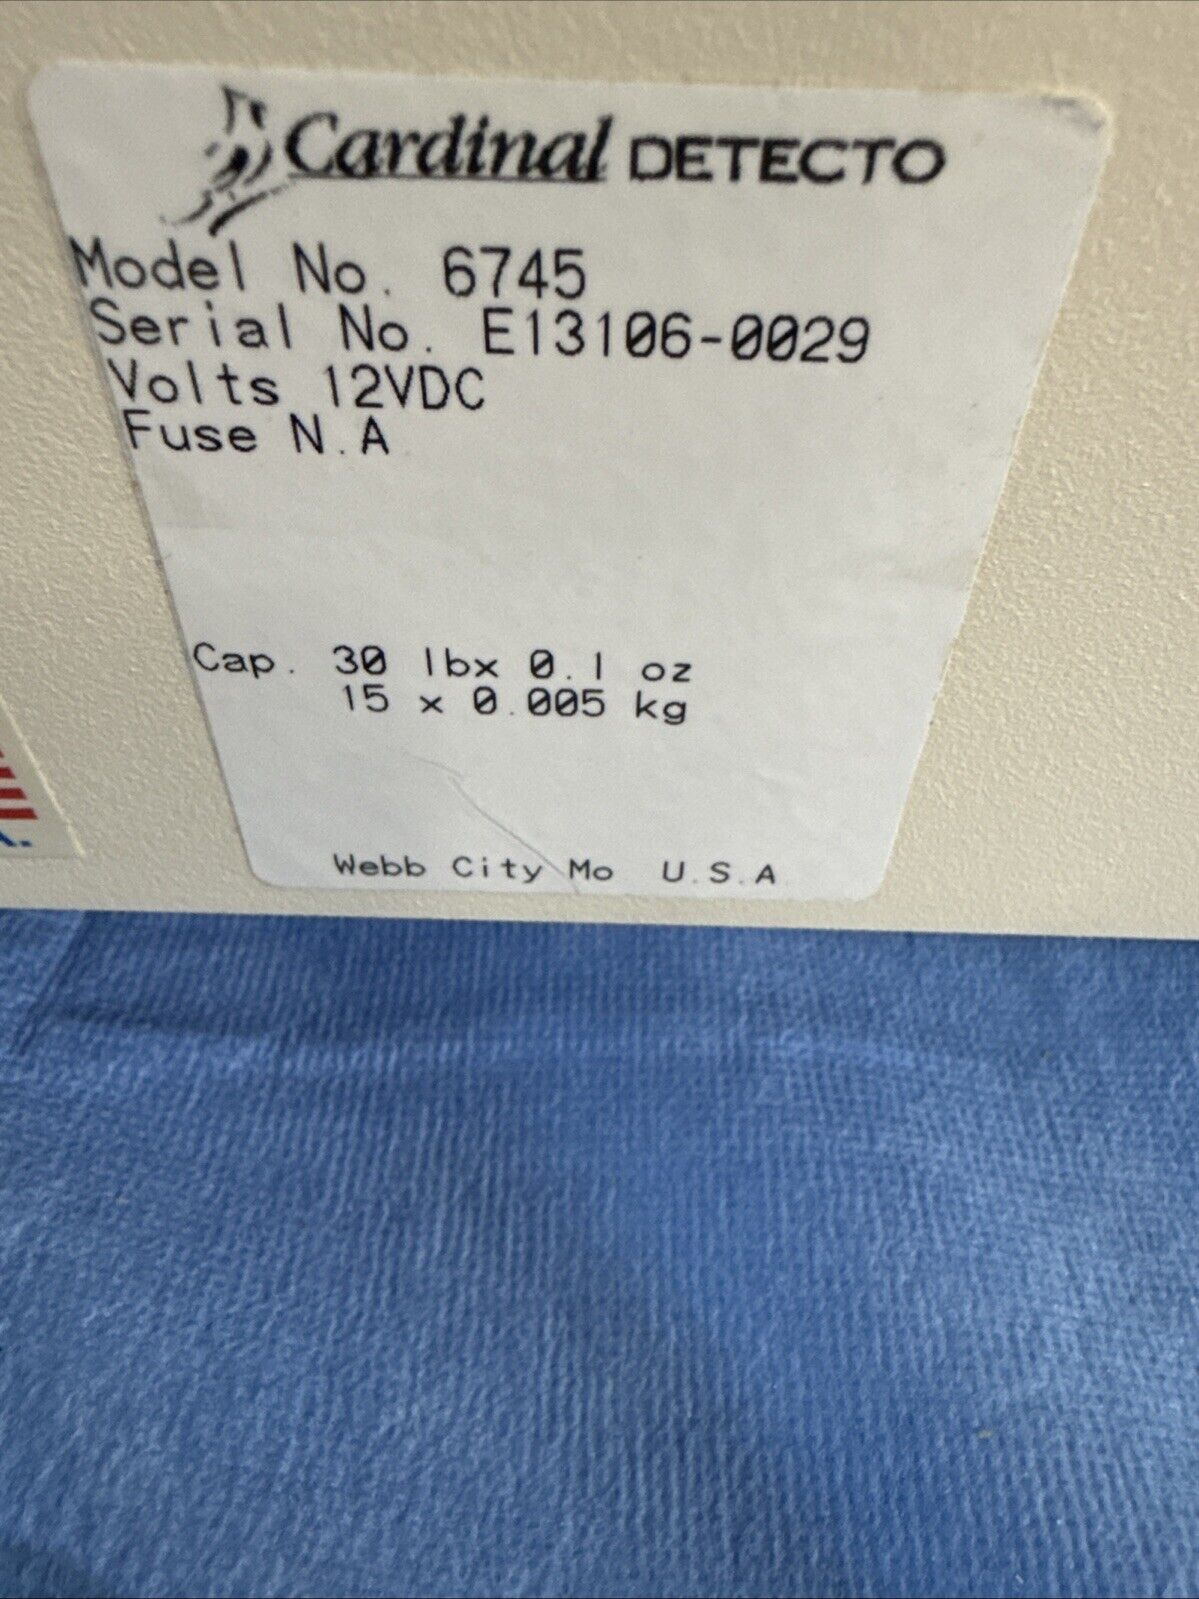 Cardinal DETECTO
Model No. 6745
Serial No. E13106-0029
Volts 12VDC
Fuse N.A
Cap. 30 lbx 0.1 oz
15 x 0.005 kg
Webb City Mo U.S.A